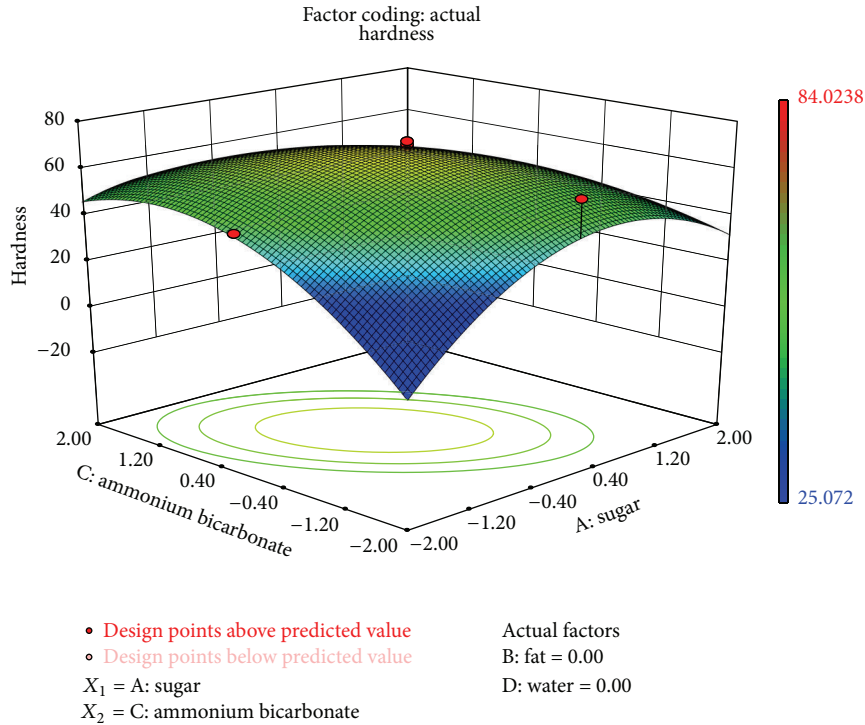 Factor coding: actual
hardness
Hardness
80
60
40
20
0
−20
84.0238
25.072
2.00
1.20
0.40
−0.40
−1.20
−2.00
C: ammonium bicarbonate
−2.00
−1.20
−0.40
0.40
1.20
2.00
A: sugar
Design points above predicted value
Design points below predicted value
X₁ = A: sugar
X₂ = C: ammonium bicarbonate
Actual factors
B: fat = 0.00
D: water = 0.00